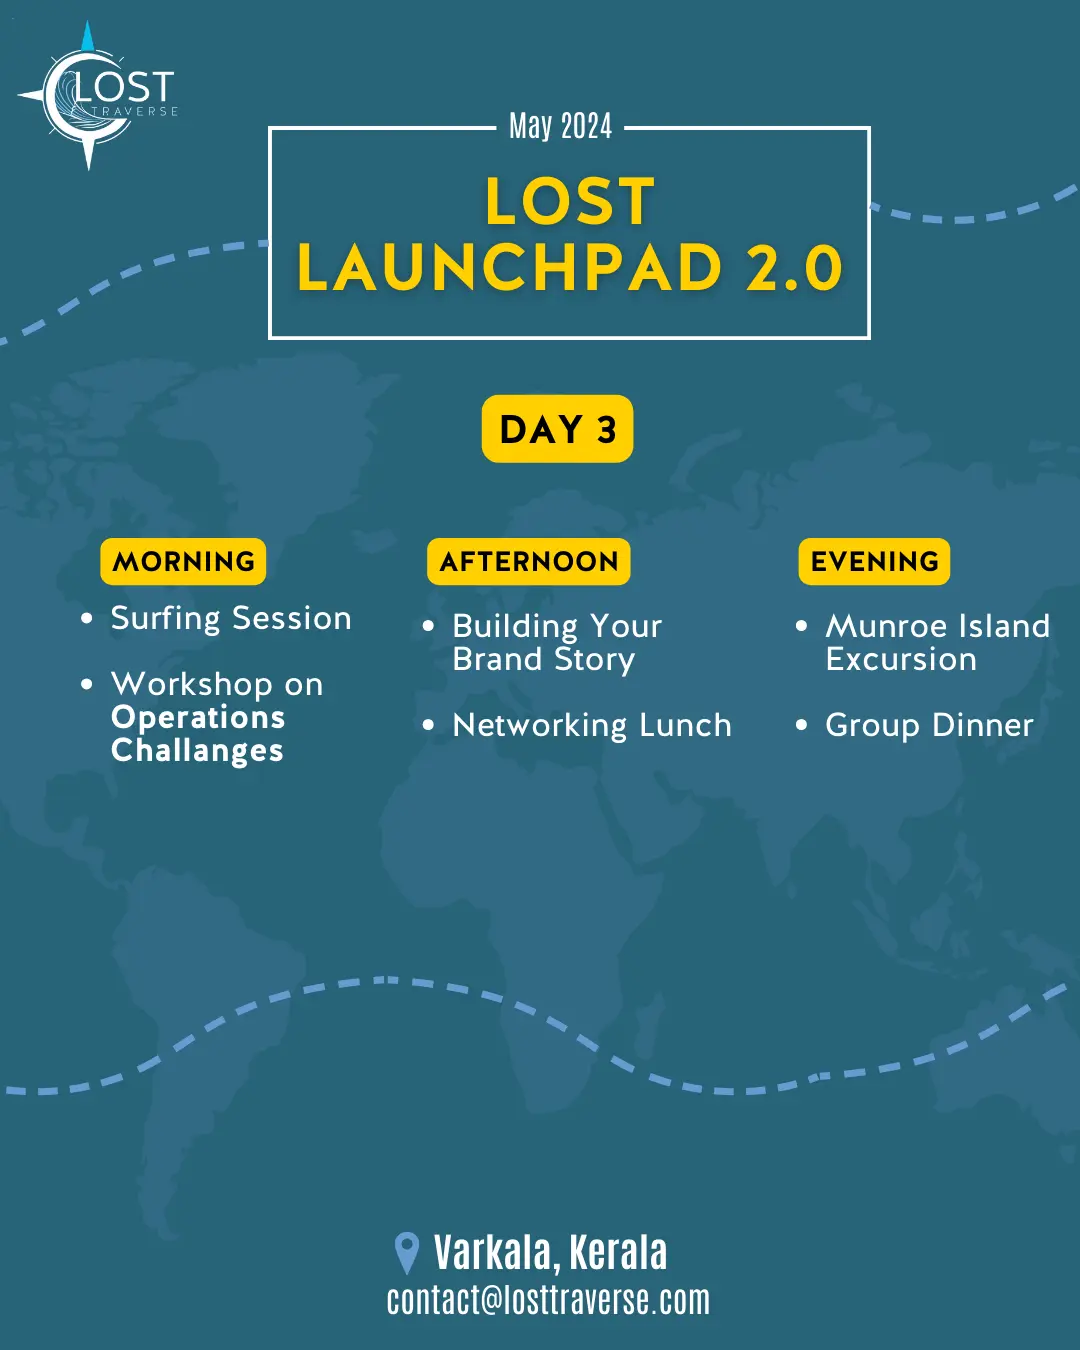 LOST
TRAVERSE
May 2024
LOST
LAUNCHPAD 2.0
DAY 3
MORNING
• Surfing Session
• Workshop on
Operations
Challanges
AFTERNOON
• Building Your
Brand Story
• Networking Lunch
EVENING
• Munroe Island
Excursion
• Group Dinner
Varkala, Kerala
contact@losttraverse.com